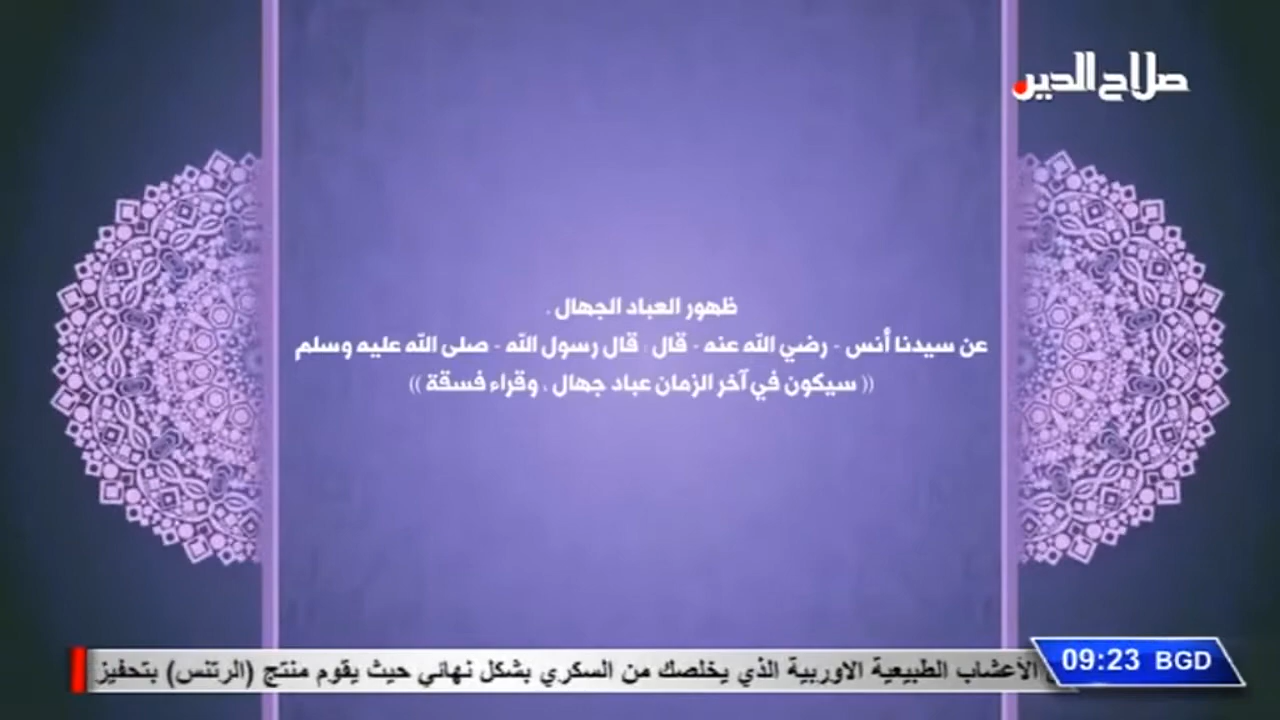 صلاح الدين
ظهور العباد الجهال .
عن سيدنا أنس - رضي الله عنه - قال : قال رسول الله - صلى الله عليه وسلم
(( سيكون في آخر الزمان عباد جهال ، وقراء فسقة ))
الأعشاب الطبيعية الاوربية الذي يخلصك من السكري بشكل نهائي حيث يقوم منتج (الرتنس) بتحفيز
09:23 BGD